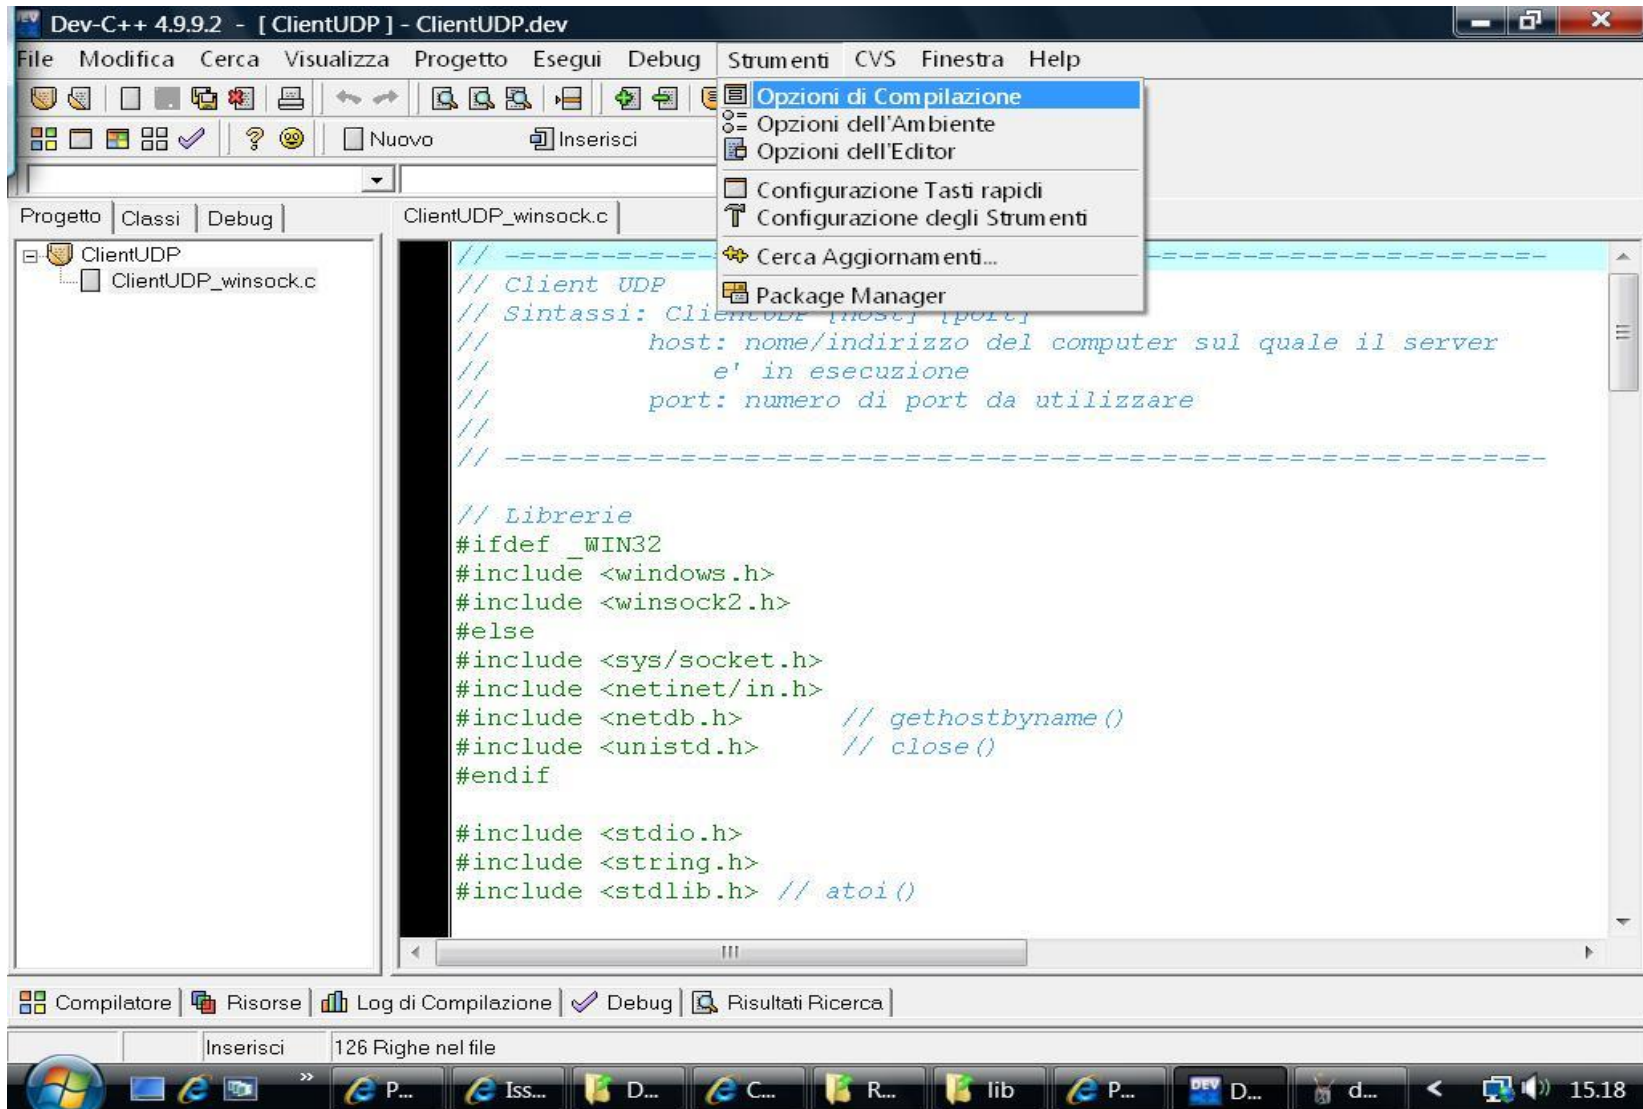 Dev-C++ 4.9.9.2 - [ ClientUDP ] - ClientUDP.dev
File Modifica Cerca Visualizza Progetto Esegui Debug Strumenti CVS Finestra Help
Opzioni di Compilazione
Opzioni dell'Ambiente
Opzioni dell'Editor
Configurazione Tasti rapidi
Configurazione degli Strumenti
Cerca Aggiornamenti...
Package Manager
Nuovo Inserisci
Progetto Classi Debug
ClientUDP_winsock.c
ClientUDP
ClientUDP_winsock.c
// -=-=-=-=-=-=- -=-=-=-=-=-=-=-=-=-=-=-=-
// Client UDP
// Sintassi: ClientUDP [host] [port]
// host: nome/indirizzo del computer sul quale il server
// e' in esecuzione
// port: numero di port da utilizzare
//
// -=-=-=-=-=-=-=-=-=-=-=-=-=-=-=-=-=-=-=-=-=-=-=-=-=-=-=-=-=-=-=-=-
// Librerie
#ifdef _WIN32
#include <windows.h>
#include <winsock2.h>
#else
#include <sys/socket.h>
#include <netinet/in.h>
#include <netdb.h> // gethostbyname()
#include <unistd.h> // close()
#endif
#include <stdio.h>
#include <string.h>
#include <stdlib.h> // atoi()
Compilatore Risorse Log di Compilazione Debug Risultati Ricerca
Inserisci 126 Righe nel file
» P... Iss... D... C... R... lib P... D... d... < 15.18